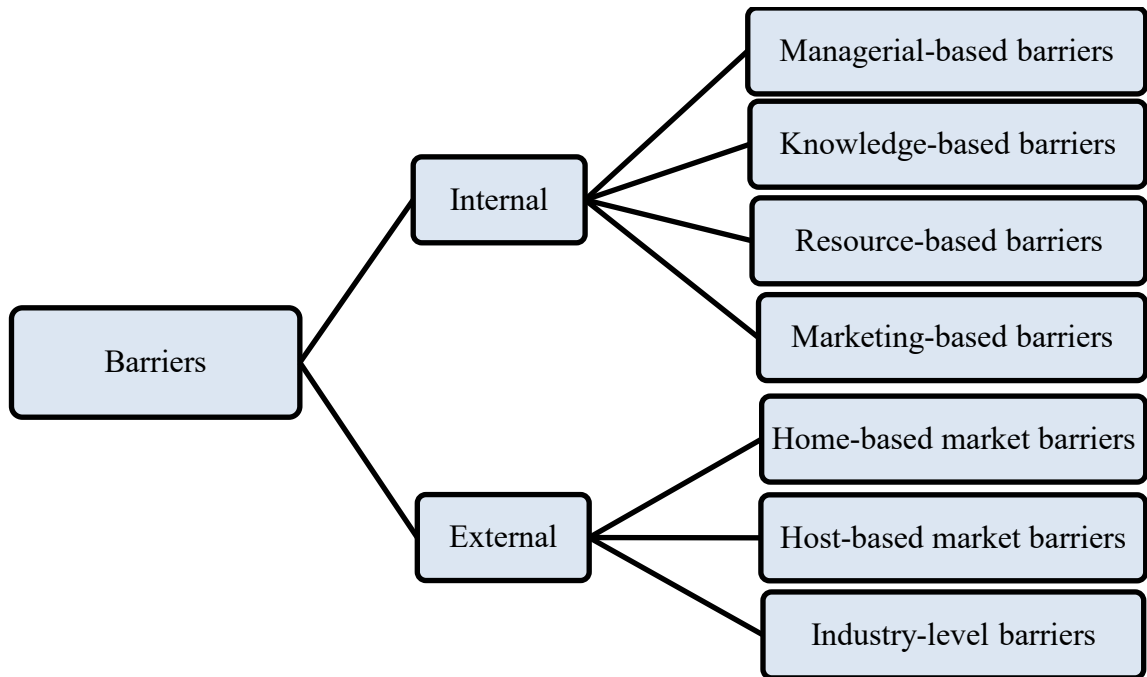 Barriers
Internal
Managerial-based barriers
Knowledge-based barriers
Resource-based barriers
Marketing-based barriers
External
Home-based market barriers
Host-based market barriers
Industry-level barriers